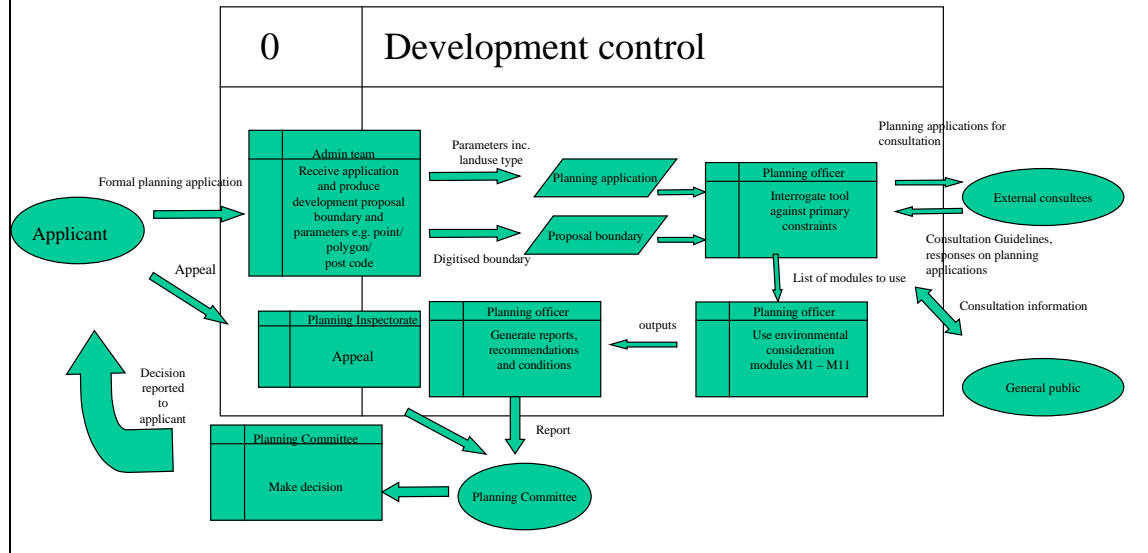 0
Development control
Formal planning application
Applicant
Appeal
Admin team
Receive application
and produce
development proposal
boundary and
parameters e.g. point/
polygon/
post code
Parameters inc.
landuse type
Digitised boundary
Planning application
Proposal boundary
Planning officer
Interrogate tool
against primary
constraints
Planning applications for
consultation
External consultees
Consultation Guidelines,
responses on planning
applications
List of modules to use
Consultation information
General public
Planning officer
Use environmental
consideration
modules M1 – M11
outputs
Planning officer
Generate reports,
recommendations
and conditions
Planning Inspectorate
Appeal
Decision
reported
to
applicant
Report
Planning Committee
Make decision
Planning Committee